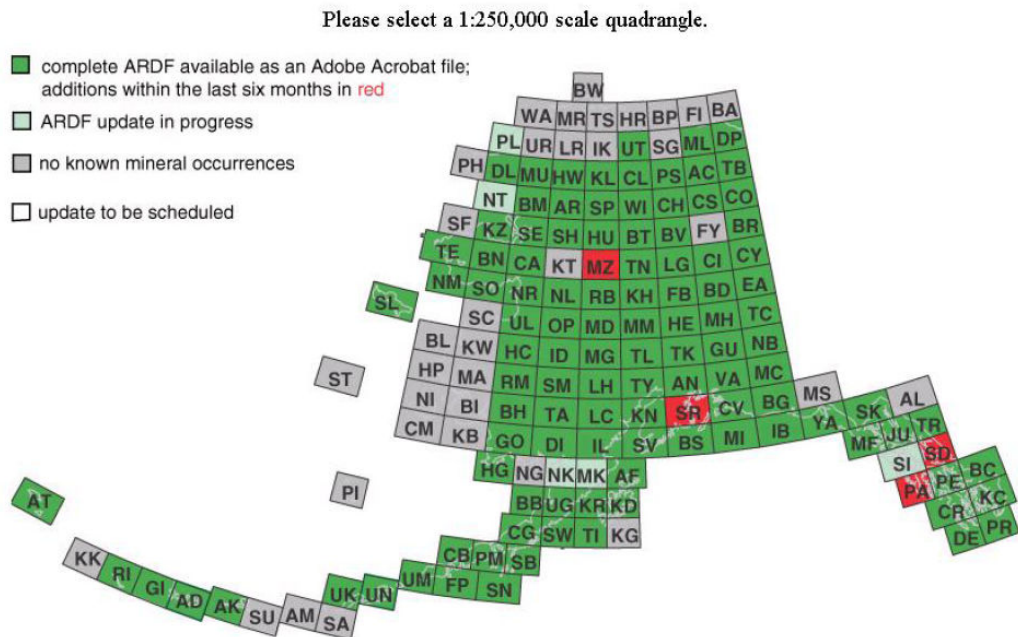 Please select a 1:250,000 scale quadrangle.
complete ARDF available as an Adobe Acrobat file;
additions within the last six months in red
ARDF update in progress
no known mineral occurrences
update to be scheduled
BW
WA MR TS HR BP FI BA
PL UR LR IK UT SG ML DP
PH DL MU HW KL CL PS AC TB
NT BM AR SP WI CH CS CO
SF KZ SE SH HU BT BV FY BR
TE BN CA KT MZ TN LG CI CY
NM SO NR NL RB KH FB BD EA
SL SC UL OP MD MM HE MH TC
BL KW HC ID MG TL TK GU NB
ST HP MA RM SM LH TY AN VA MC MS AL
NI BI BH TA LC KN SR CV BG YA SK JU TR
CM KB GO DI IL SV BS MI IB MF SI SD
PI HG NG NK MK AF PA PE BC
AT BB UG KR KD CR KC
CG SW TI KG DE PR
KK RI GI AD AK SU AM SA UK UN UM CB PM SB
FP SN